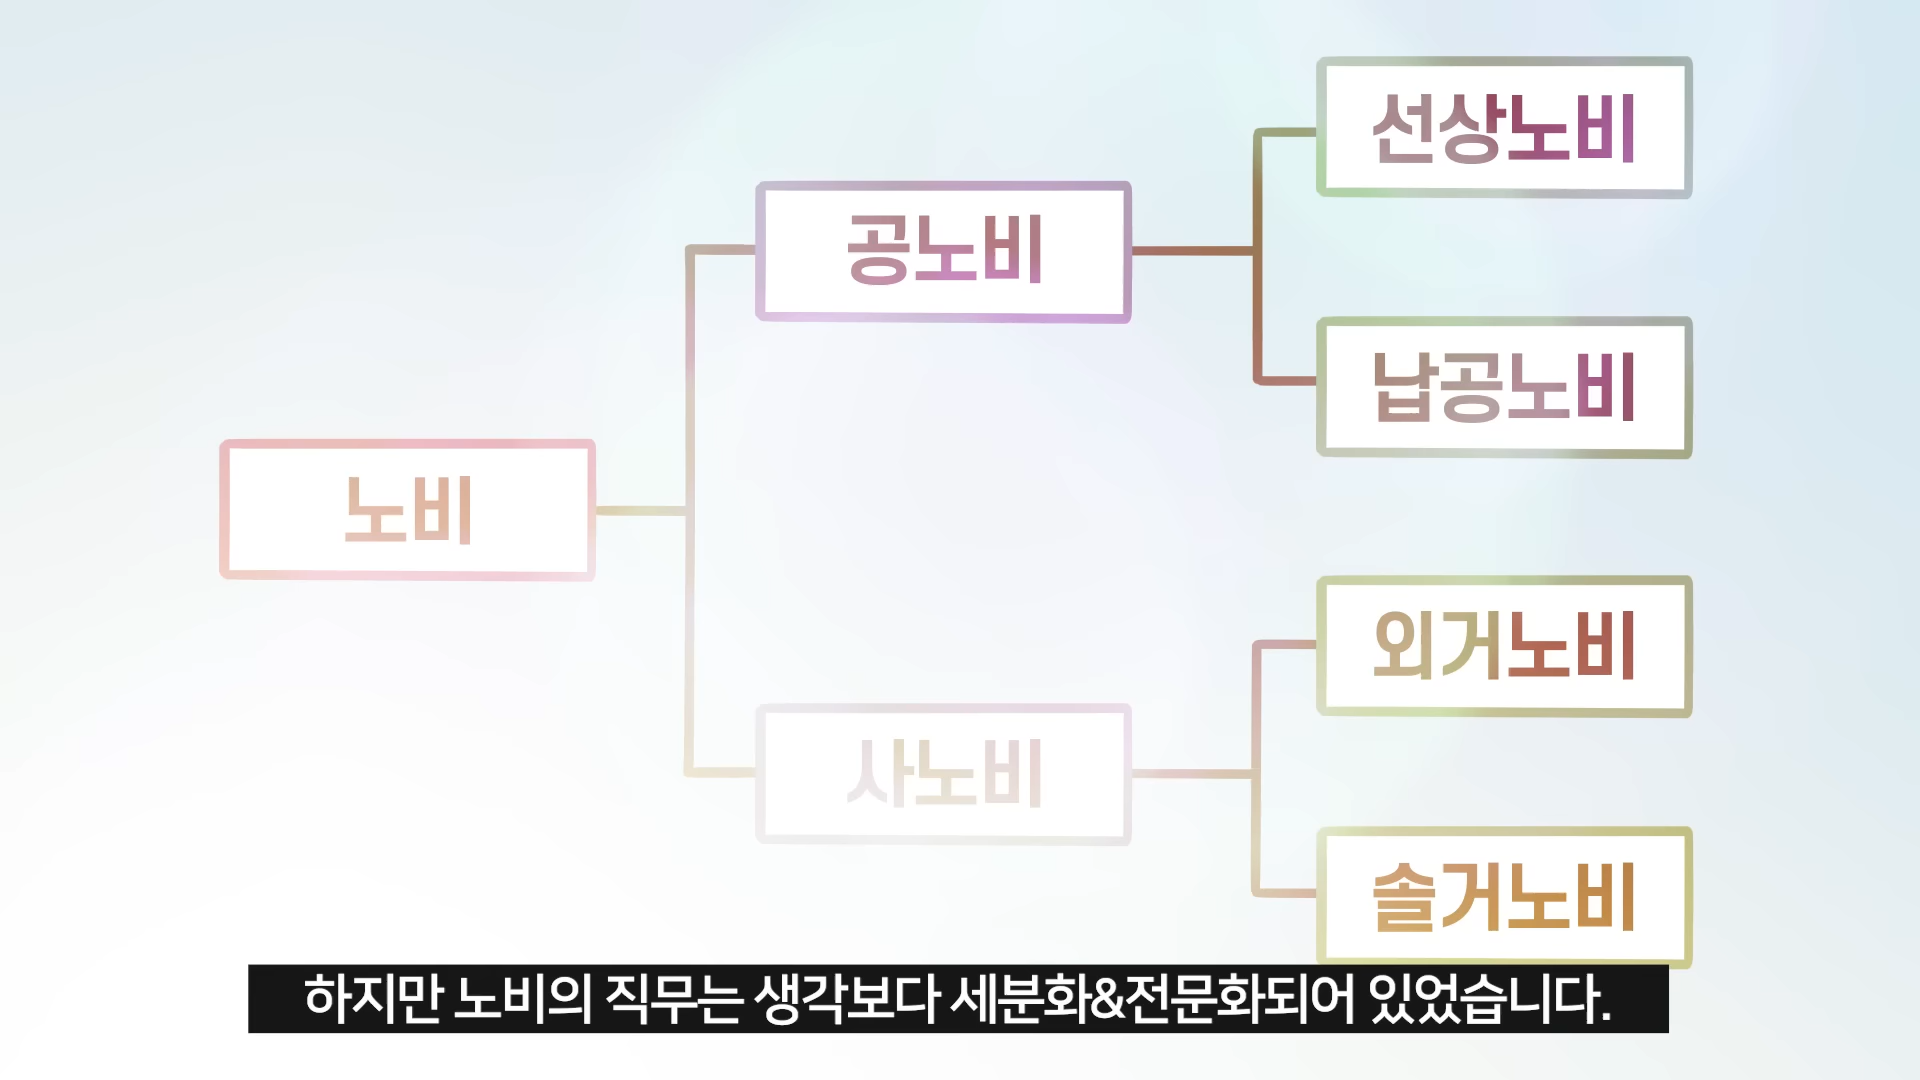 노비
공노비
사노비
선상노비
납공노비
외거노비
솔거노비
하지만 노비의 직무는 생각보다 세분화&전문화되어 있었습니다.